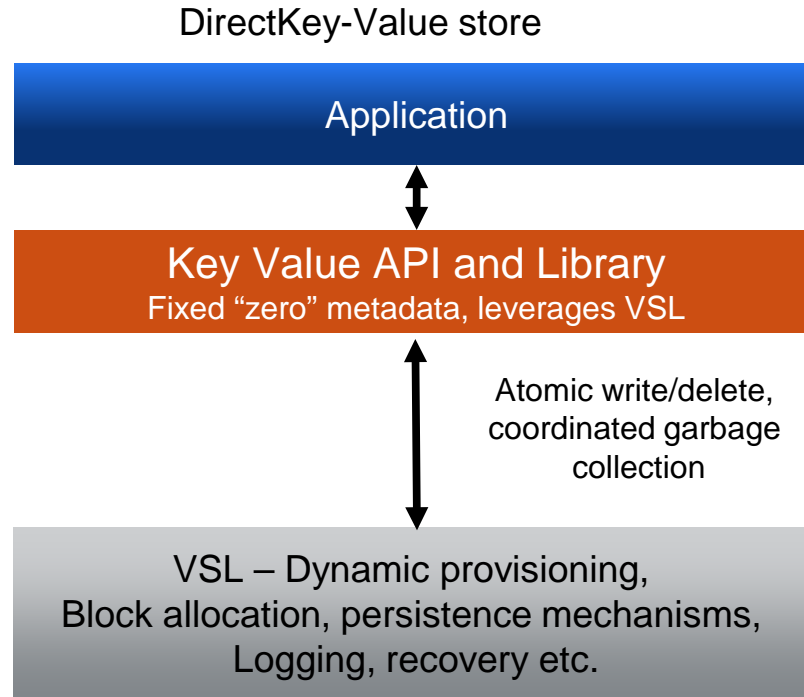 DirectKey-Value store
Application
Key Value API and Library
Fixed “zero” metadata, leverages VSL
Atomic write/delete,
coordinated garbage
collection
VSL – Dynamic provisioning,
Block allocation, persistence mechanisms,
Logging, recovery etc.